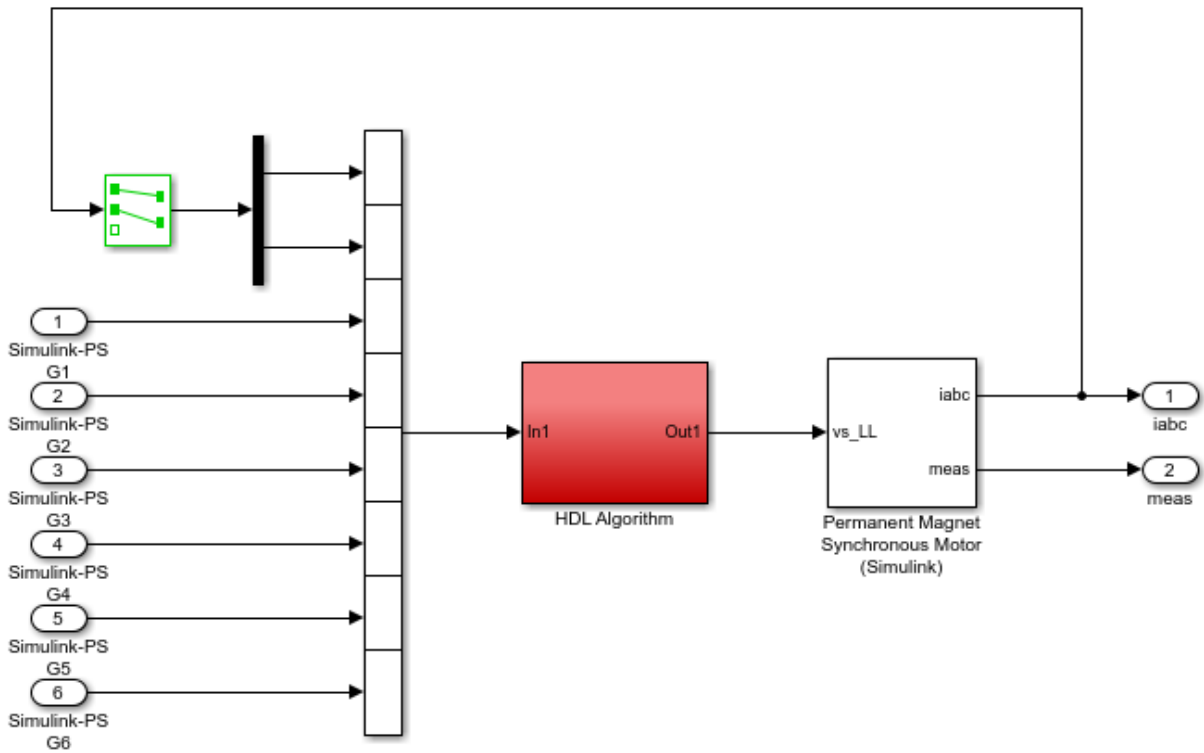 1
Simulink-PS
G1
2
Simulink-PS
G2
3
Simulink-PS
G3
4
Simulink-PS
G4
5
Simulink-PS
G5
6
Simulink-PS
G6
In1
Out1
HDL Algorithm
vs_LL
iabc
meas
Permanent Magnet
Synchronous Motor
(Simulink)
1
iabc
2
meas